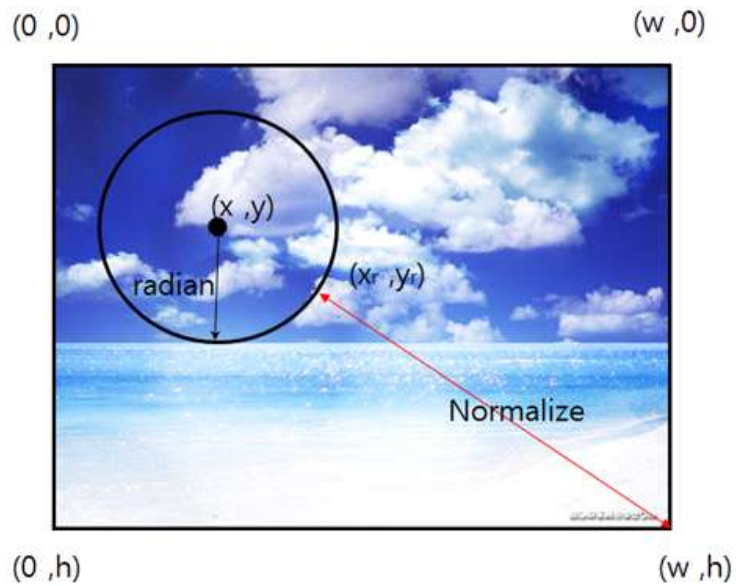 (0 ,0)
(w ,0)
(x ,y)
radian
(xr ,yr)
Normalize
(0 ,h)
(w ,h)